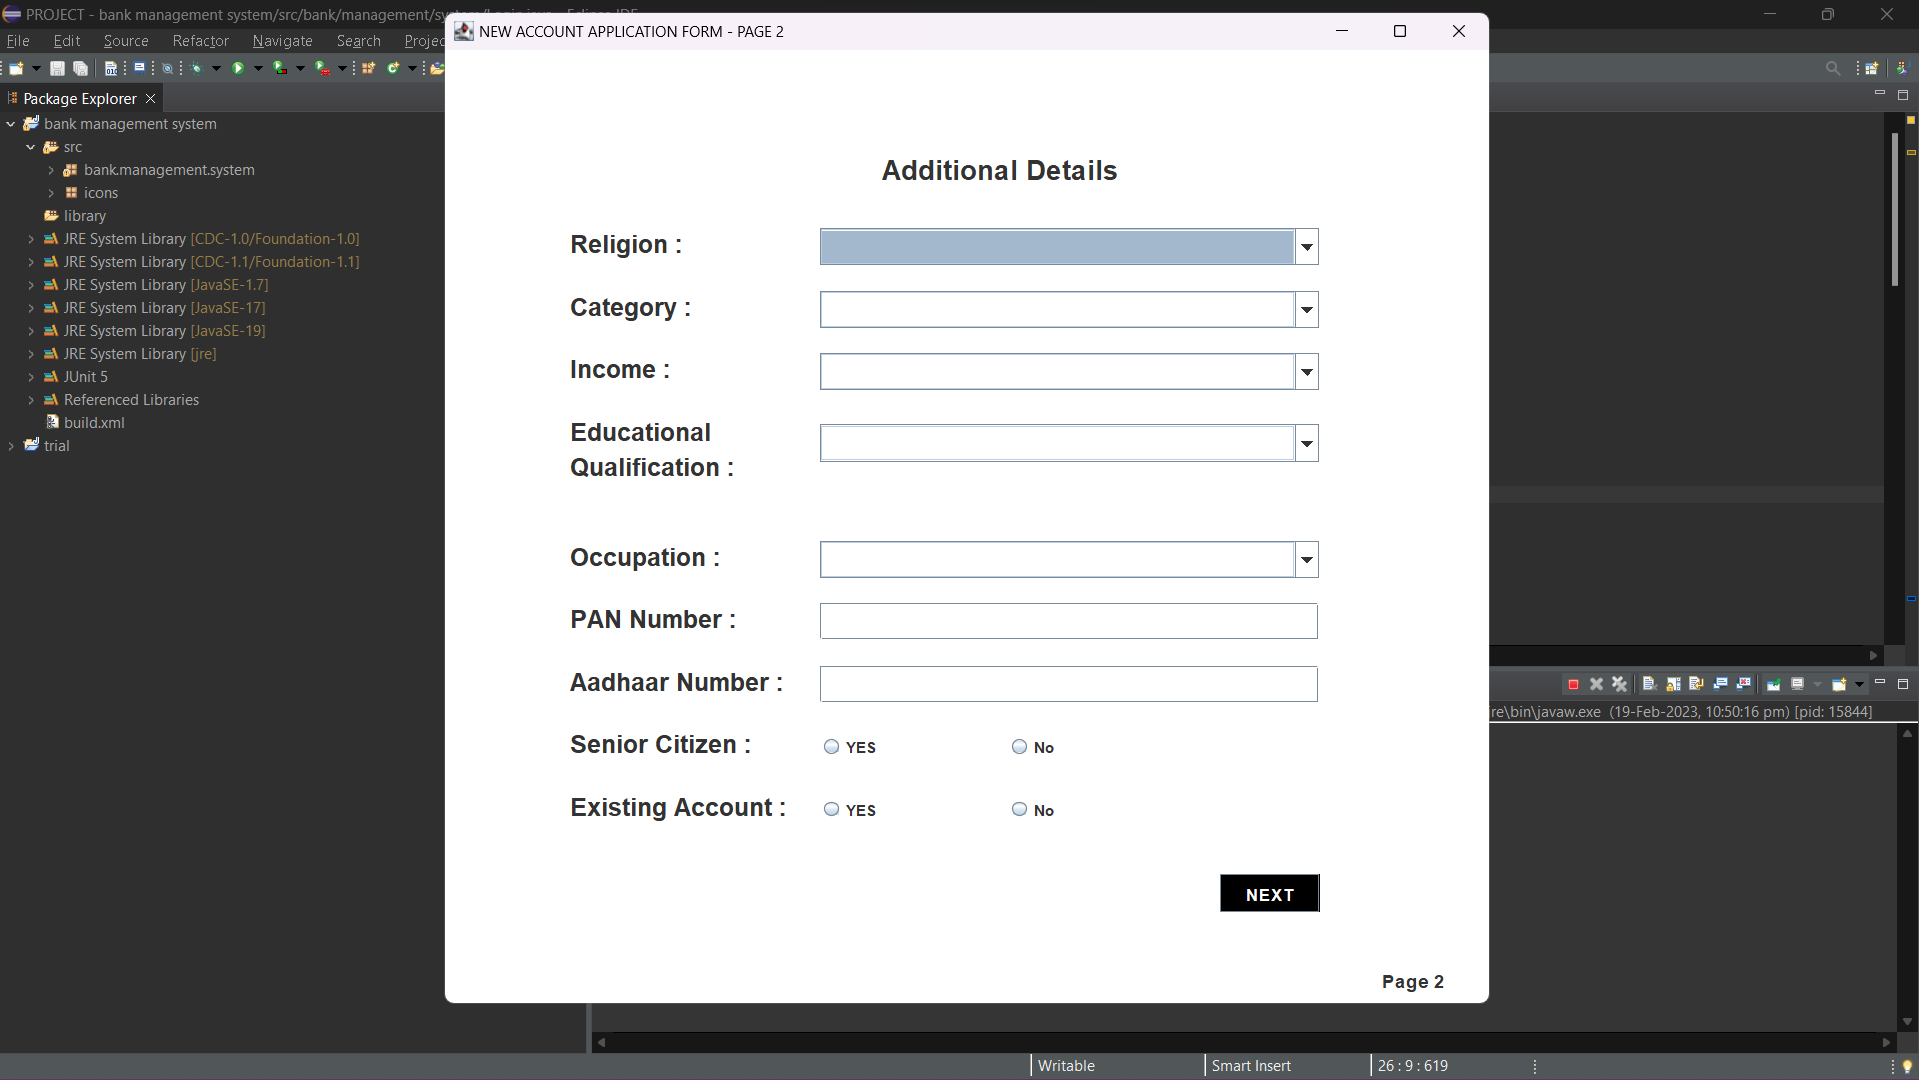 PROJECT - bank management system/src/bank/management/
NEW ACCOUNT APPLICATION FORM - PAGE 2
File Edit Source Refactor Navigate Search Projec
Package Explorer
bank management system
src
bank.management.system
icons
library
JRE System Library [CDC-1.0/Foundation-1.0]
JRE System Library [CDC-1.1/Foundation-1.1]
JRE System Library [JavaSE-1.7]
JRE System Library [JavaSE-17]
JRE System Library [JavaSE-19]
JRE System Library [jre]
JUnit 5
Referenced Libraries
build.xml
trial
Additional Details
Religion :
Category :
Income :
Educational
Qualification :
Occupation :
PAN Number :
Aadhaar Number :
Senior Citizen : YES No
Existing Account : YES No
NEXT
Page 2
re\bin\javaw.exe (19-Feb-2023, 10:50:16 pm) [pid: 15844]
Writable Smart Insert 26 : 9 : 619